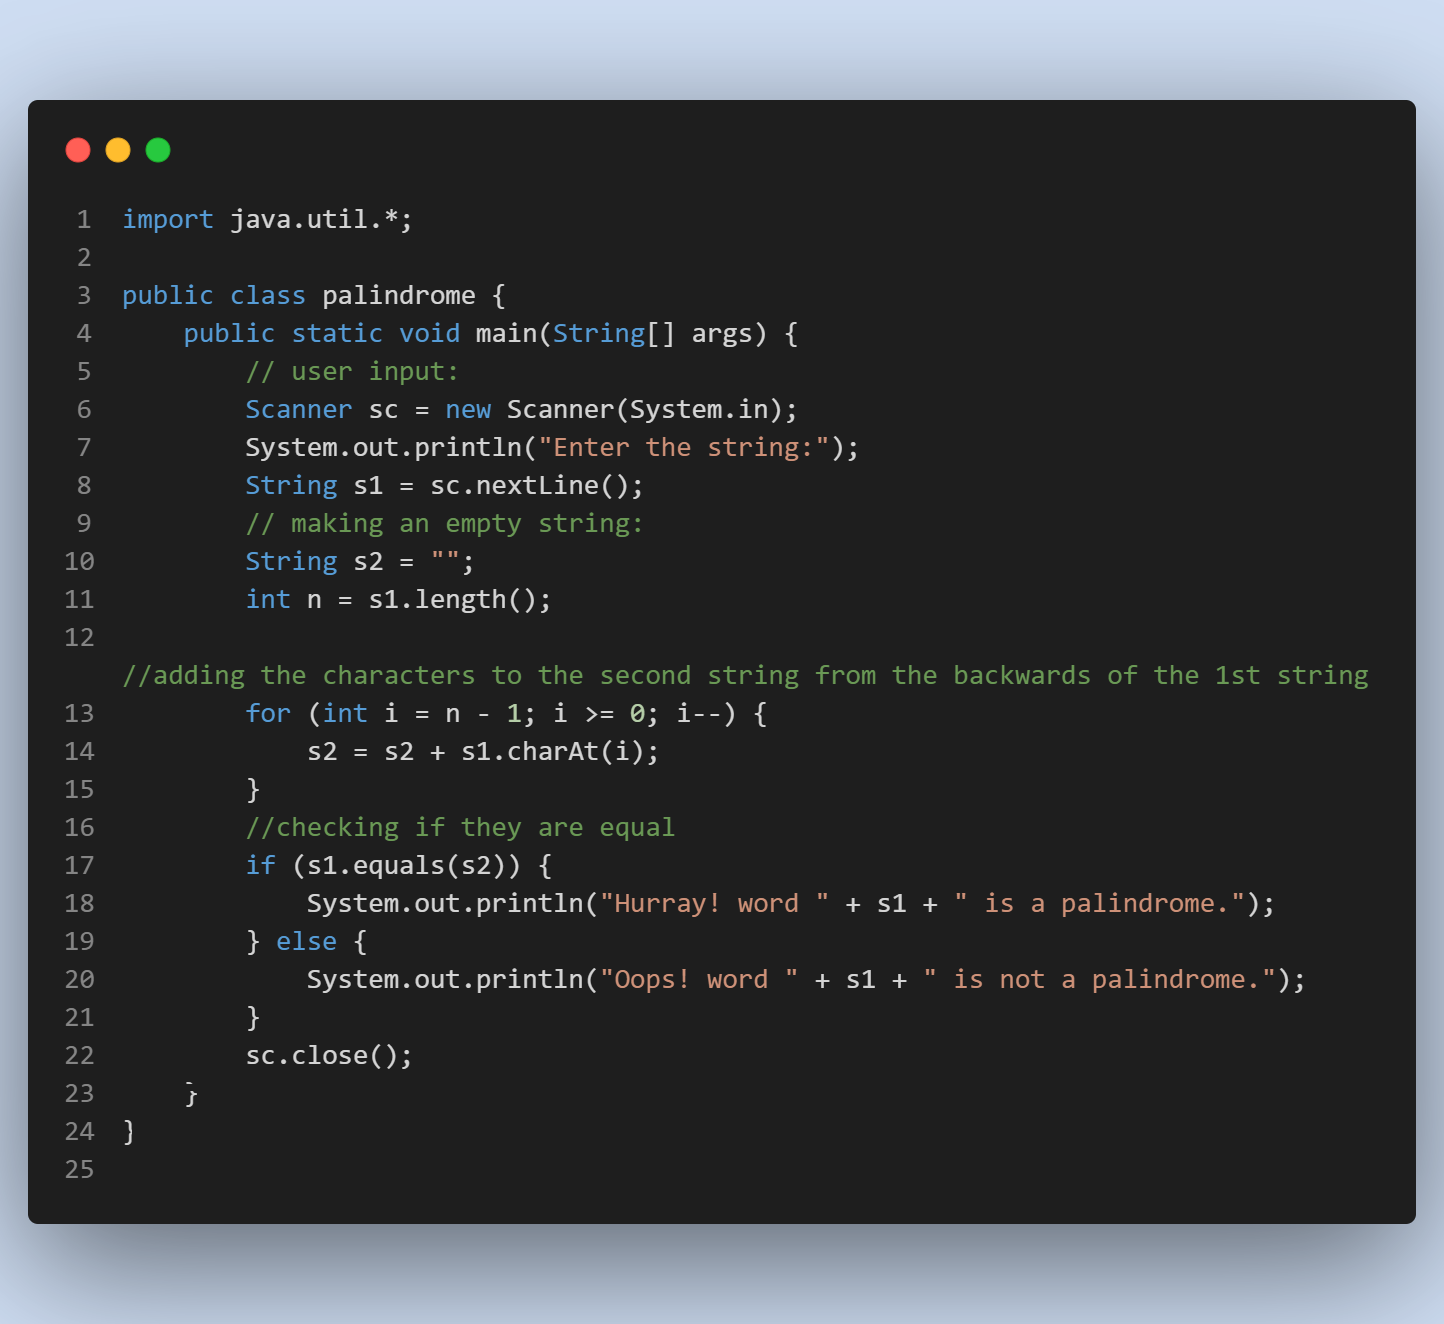 1 import java.util.*;
2
3 public class palindrome {
4     public static void main(String[] args) {
5         // user input:
6         Scanner sc = new Scanner(System.in);
7         System.out.println("Enter the string:");
8         String s1 = sc.nextLine();
9         // making an empty string:
10         String s2 = "";
11         int n = s1.length();
12
//adding the characters to the second string from the backwards of the 1st string
13         for (int i = n - 1; i >= 0; i--) {
14             s2 = s2 + s1.charAt(i);
15         }
16         //checking if they are equal
17         if (s1.equals(s2)) {
18             System.out.println("Hurray! word " + s1 + " is a palindrome.");
19         } else {
20             System.out.println("Oops! word " + s1 + " is not a palindrome.");
21         }
22         sc.close();
23     }
24 }
25